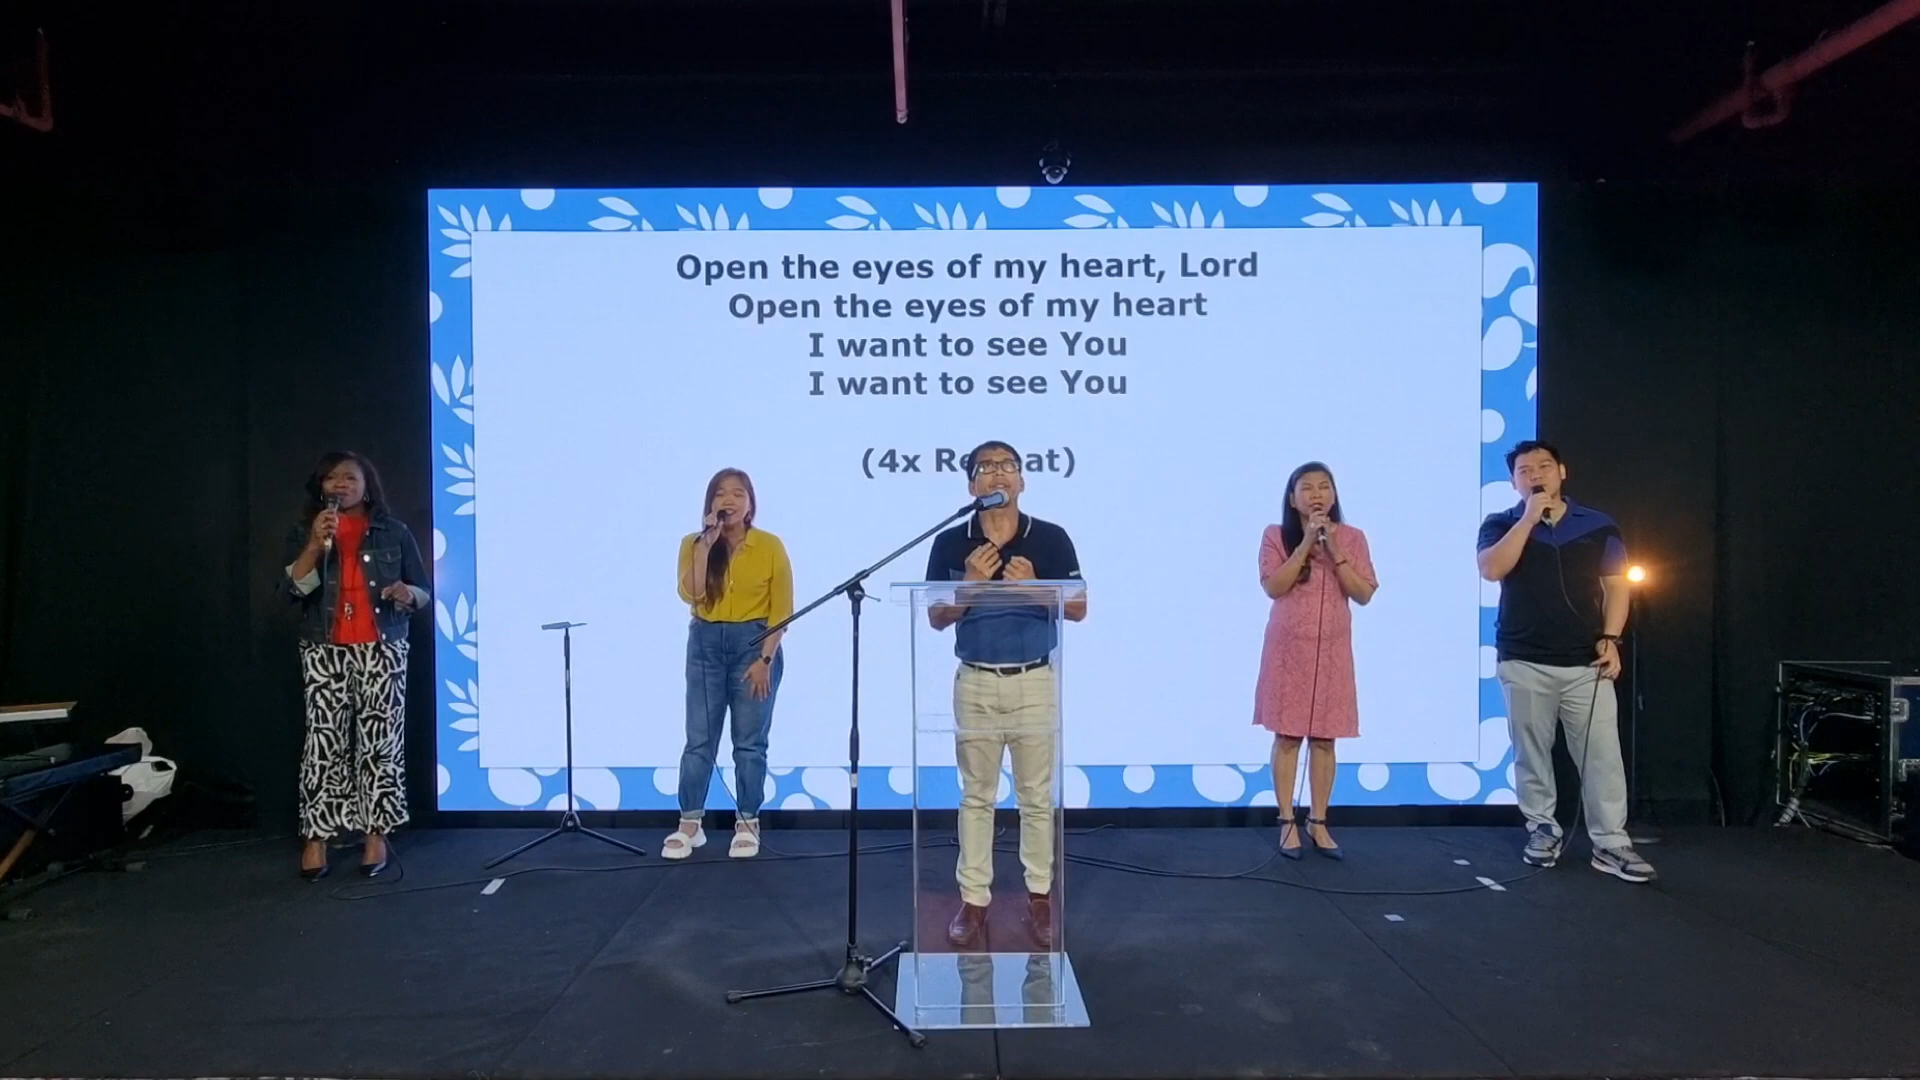 Open the eyes of my heart, Lord
Open the eyes of my heart
I want to see You
I want to see You
(4x Repeat)